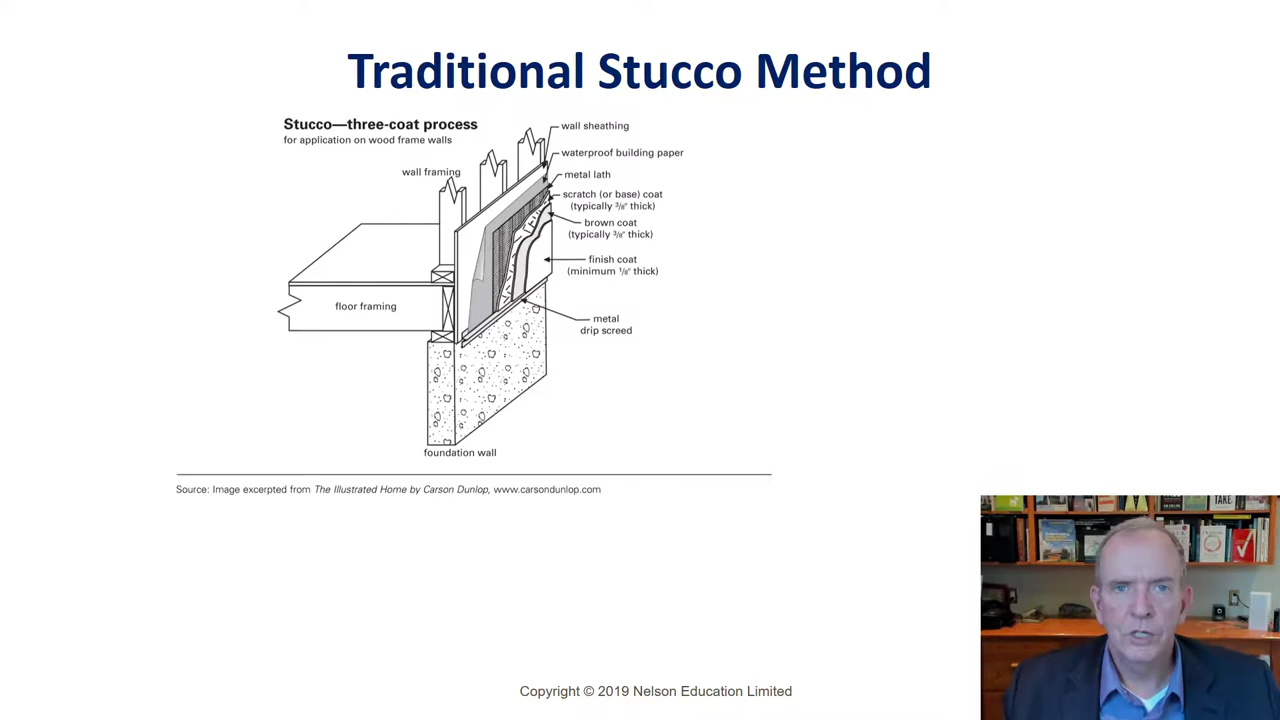 Traditional Stucco Method
Stucco—three-coat process
for application on wood frame walls
wall sheathing
waterproof building paper
wall framing
metal lath
scratch (or base) coat
(typically 3/8" thick)
brown coat
(typically 3/8" thick)
finish coat
(minimum 1/8" thick)
floor framing
metal
drip screed
foundation wall
Source: Image excerpted from The Illustrated Home by Carson Dunlop, www.carsondunlop.com
TAKE
Copyright © 2019 Nelson Education Limited